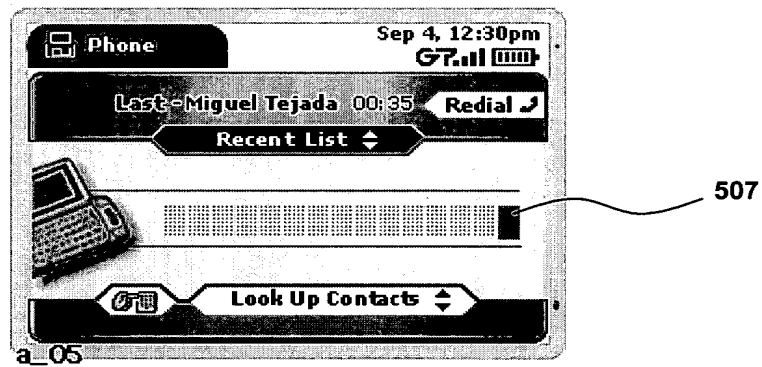 Phone
Sep 4, 12:30pm
G
Last - Miguel Tejada 00:35
Redial
Recent List
507
Look Up Contacts
a_05